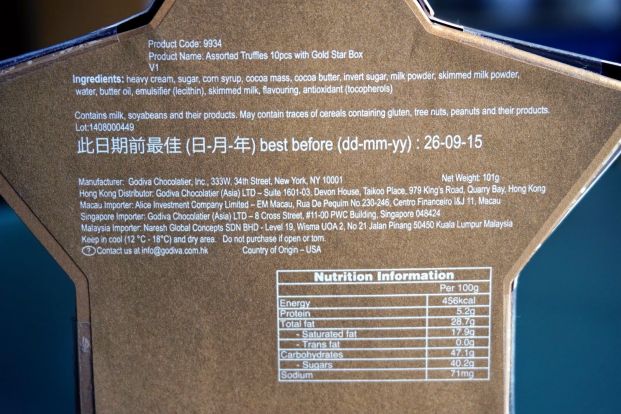 Product Code: 9934
Product Name: Assorted Truffles 10pcs with Gold Star Box
V1
Ingredients: heavy cream, sugar, corn syrup, cocoa mass, cocoa butter, invert sugar, milk powder, skimmed milk powder,
water, butter oil, emulsifier (lecithin), skimmed milk, flavouring, antioxidant (tocopherols)
Contains milk, soyabeans and their products. May contain traces of cereals containing gluten, free nuts, peanuts and their products.
Lot:1408000449
此日期前最佳 (日-月-年) best before (dd-mm-yy) : 26-09-15
Manufacturer: Godiva Chocolatier, Inc., 333W, 34th Street, New York, NY 10001 Net Weight: 101g
Hong Kong Distributor: Godiva Chocolatier (Asia) LTD – Suite 1601-03, Devon House, Taikoo Place, 979 King's Road, Quarry Bay, Hong Kong
Macau Importer: Alice Investment Company Limited – EM Macau, Rua De Pequim No.230-246, Centro Financeiro I&J 11, Macau
Singapore Importer: Godiva Chocolatier (Asia) LTD – 8 Cross Street, #11-00 PWC Building, Singapore 048424
Malaysia Importer: Naresh Global Concepts SDN BHD - Level 19, Wisma UOA 2, No 21 Jalan Pinang 50450 Kuala Lumpur Malaysia
Keep in cool (12 °C - 18°C) and dry area. Do not purchase if open or torn.
? Contact us at info@godiva.com.hk Country of Origin – USA
Nutrition Information
Per 100g
Energy 456kcal
Protein 5.2g
Total fat 28.7g
- Saturated fat 17.9g
- Trans fat 0.0g
Carbohydrates 47.1g
- Sugars 40.2g
Sodium 71mg